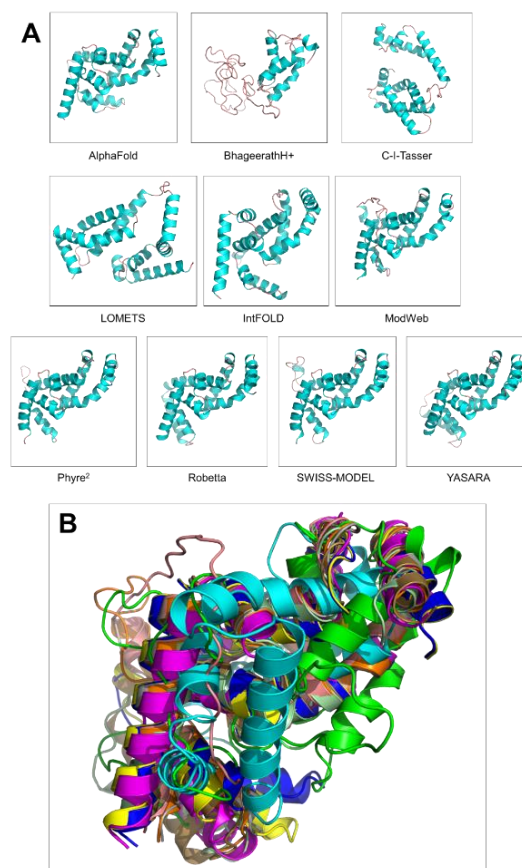 A
AlphaFold BhageerathH+ C-I-Tasser
LOMETS IntFOLD ModWeb
Phyre² Robetta SWISS-MODEL YASARA
B